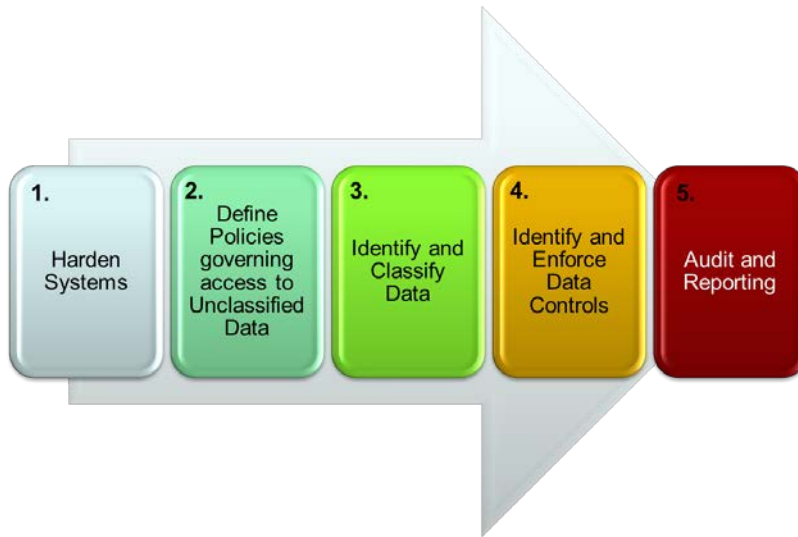 1.
Harden
Systems
2.
Define
Policies
governing
access to
Unclassified
Data
3.
Identify and
Classify
Data
4.
Identify and
Enforce
Data
Controls
5.
Audit and
Reporting